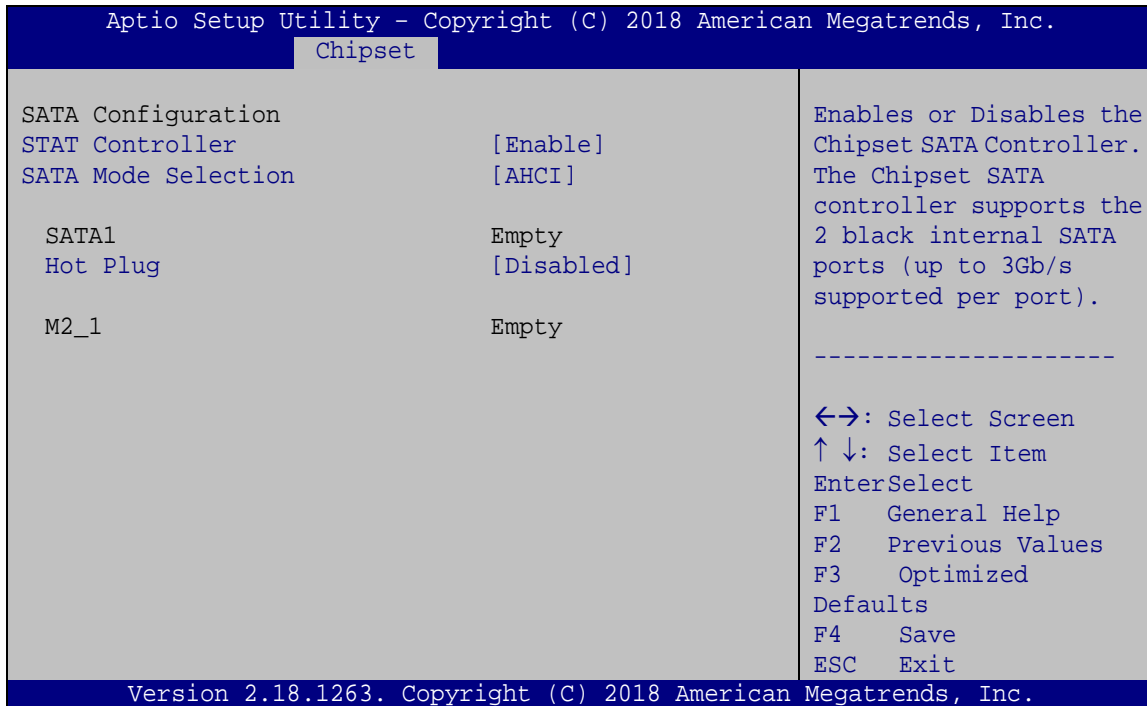 Aptio Setup Utility – Copyright (C) 2018 American Megatrends, Inc.
Chipset
SATA Configuration
STAT Controller [Enable]
SATA Mode Selection [AHCI]
SATA1 Empty
Hot Plug [Disabled]
M2_1 Empty
Enables or Disables the
Chipset SATA Controller.
The Chipset SATA
controller supports the
2 black internal SATA
ports (up to 3Gb/s
supported per port).
---------------------
←→: Select Screen
↑ ↓: Select Item
EnterSelect
F1 General Help
F2 Previous Values
F3 Optimized
Defaults
F4 Save
ESC Exit
Version 2.18.1263. Copyright (C) 2018 American Megatrends, Inc.